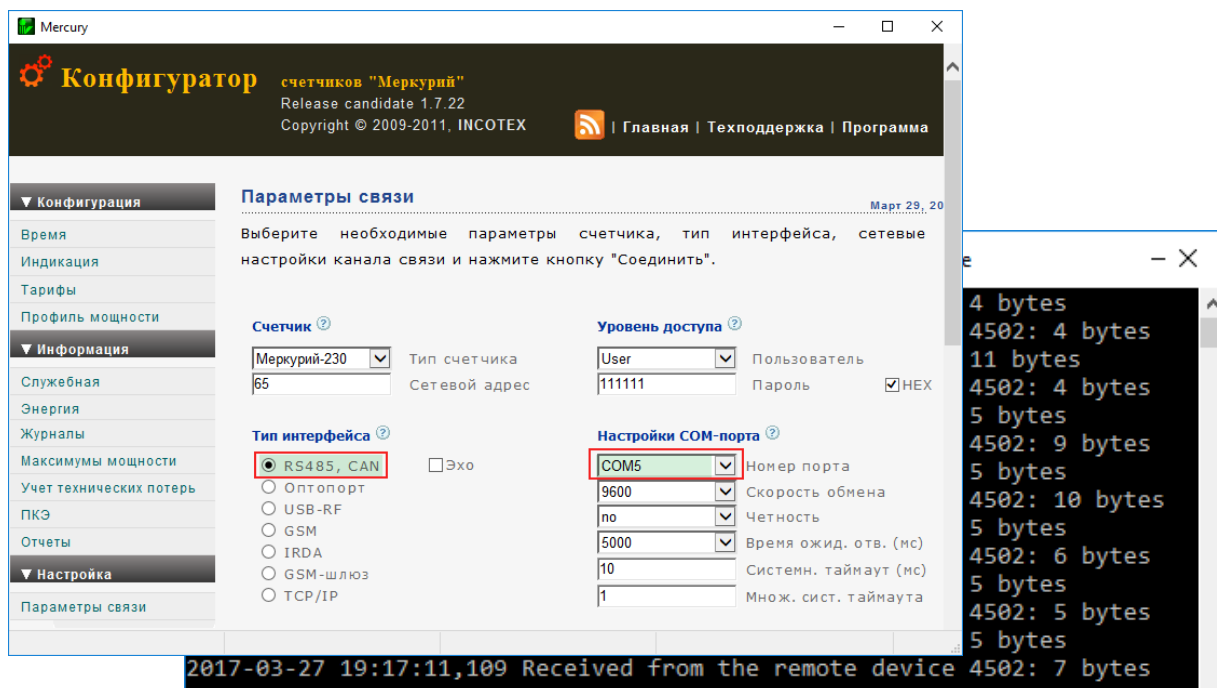 Mercury
Конфигуратор счетчиков "Меркурий"
Release candidate 1.7.22
Copyright © 2009-2011, INCOTEX
| Главная | Техподдержка | Программа
▼ Конфигурация
Время
Индикация
Тарифы
Профиль мощности
▼ Информация
Служебная
Энергия
Журналы
Максимумы мощности
Учет технических потерь
ПКЭ
Отчеты
▼ Настройка
Параметры связи
Параметры связи
Март 29, 20
Выберите необходимые параметры счетчика, тип интерфейса, сетевые
настройки канала связи и нажмите кнопку "Соединить".
Счетчик ?
Меркурий-230 Тип счетчика
65 Сетевой адрес
Уровень доступа ?
User Пользователь
111111 Пароль HEX
Тип интерфейса ?
RS485, CAN Эхо
Оптопорт
USB-RF
GSM
IRDA
GSM-шлюз
TCP/IP
Настройки COM-порта ?
COM5 Номер порта
9600 Скорость обмена
no Четность
5000 Время ожид. отв. (мс)
10 Системн. таймаут (мс)
1 Множ. сист. таймаута
e
4 bytes
4502: 4 bytes
11 bytes
4502: 4 bytes
5 bytes
4502: 9 bytes
5 bytes
4502: 10 bytes
5 bytes
4502: 6 bytes
5 bytes
4502: 5 bytes
5 bytes
2017-03-27 19:17:11,109 Received from the remote device 4502: 7 bytes